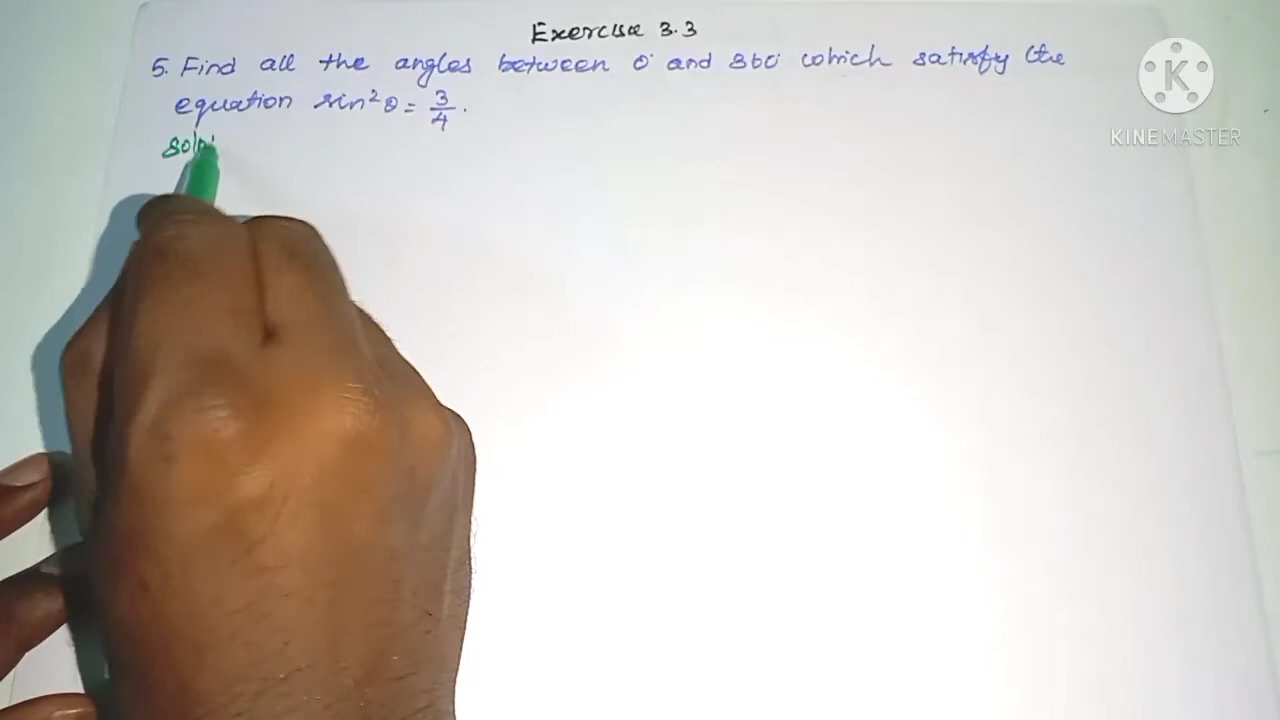 Exercise 3.3
5. Find all the angles between 0° and 360° which satisfy the
equation sin²θ = 3/4.
Soln:
K
KINEMASTER